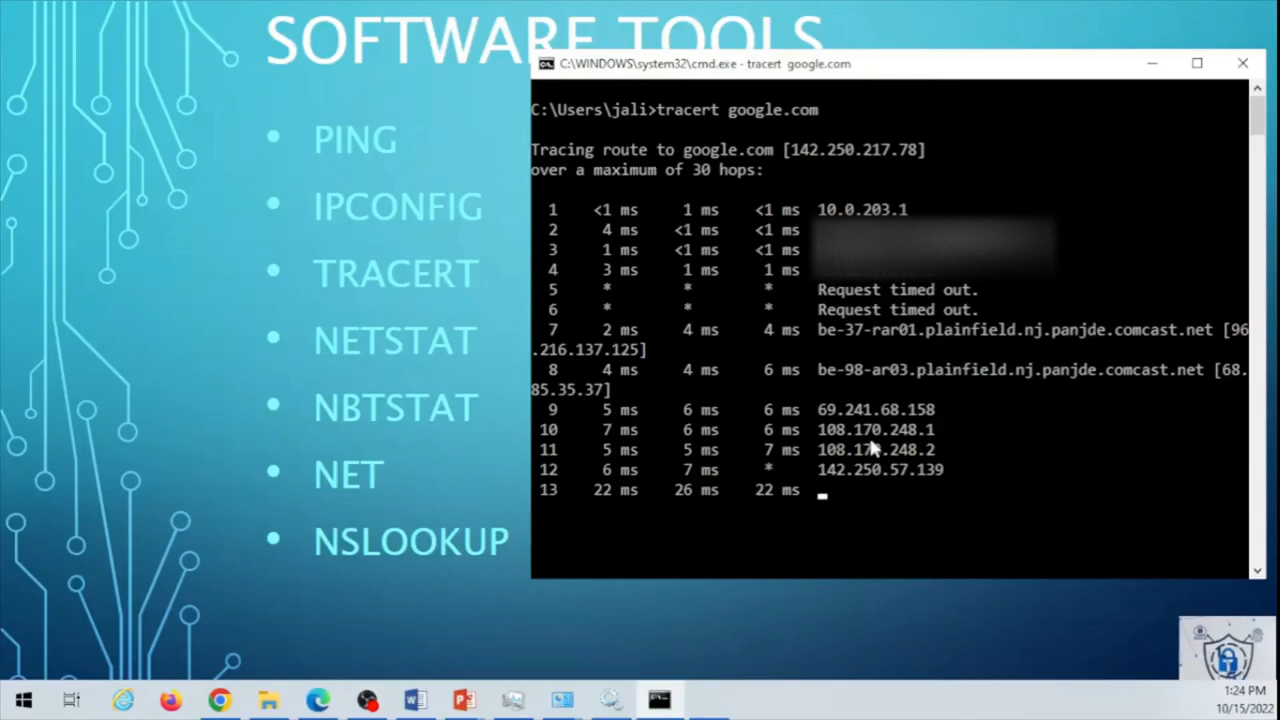 SOFTWARE TOOLS
• PING
• IPCONFIG
• TRACERT
• NETSTAT
• NBTSTAT
• NET
• NSLOOKUP
C:\WINDOWS\system32\cmd.exe - tracert google.com
C:\Users\jali>tracert google.com
Tracing route to google.com [142.250.217.78]
over a maximum of 30 hops:
1 <1 ms 1 ms <1 ms 10.0.203.1
2 4 ms <1 ms <1 ms
3 1 ms <1 ms <1 ms
4 3 ms 1 ms 1 ms
5 * * * Request timed out.
6 * * * Request timed out.
7 2 ms 4 ms 4 ms be-37-rar01.plainfield.nj.panjde.comcast.net [96
.216.137.125]
8 4 ms 4 ms 6 ms be-98-ar03.plainfield.nj.panjde.comcast.net [68.
85.35.37]
9 5 ms 6 ms 6 ms 69.241.68.158
10 7 ms 6 ms 6 ms 108.170.248.1
11 5 ms 5 ms 7 ms 108.170.248.2
12 6 ms 7 ms * 142.250.57.139
13 22 ms 26 ms 22 ms
1:24 PM
10/15/2022